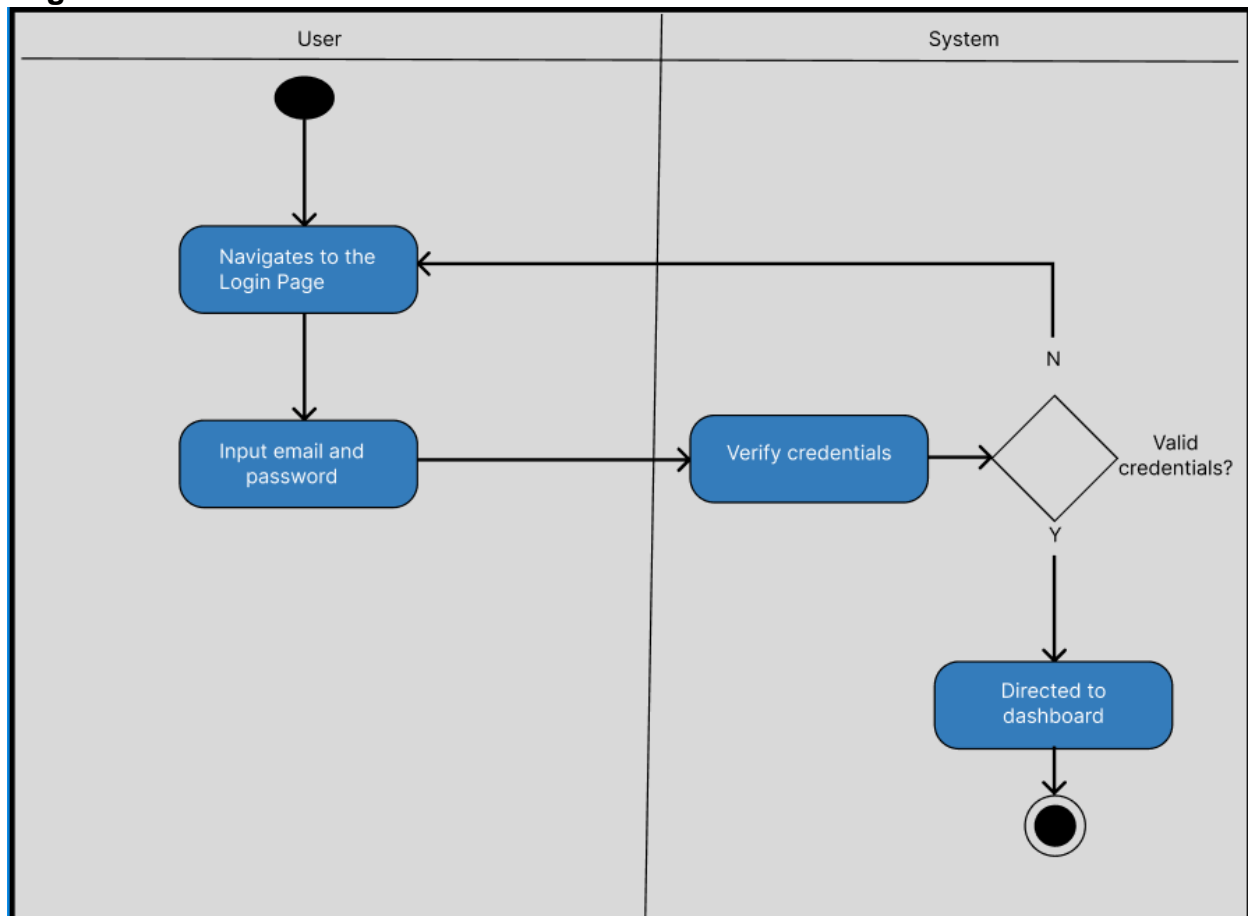 User
System
Navigates to the
Login Page
N
Input email and
password
Verify credentials
Valid
credentials?
Y
Directed to
dashboard